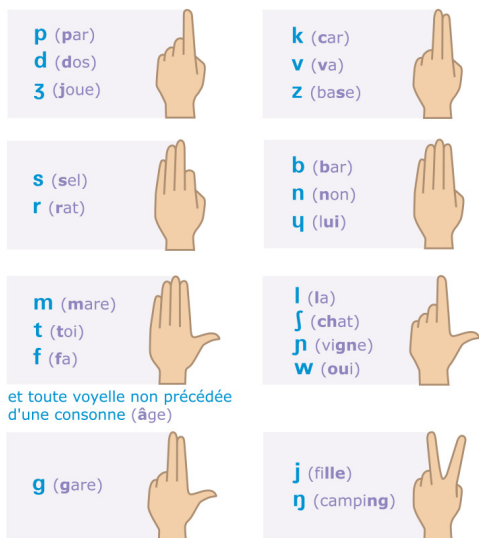 p (par)
d (dos)
ʒ (joue)
k (car)
v (va)
z (base)
s (sel)
r (rat)
b (bar)
n (non)
ɥ (lui)
m (mare)
t (toi)
f (fa)
et toute voyelle non précédée
d'une consonne (âge)
l (la)
ʃ (chat)
ɲ (vigne)
w (oui)
g (gare)
j (fille)
ŋ (camping)